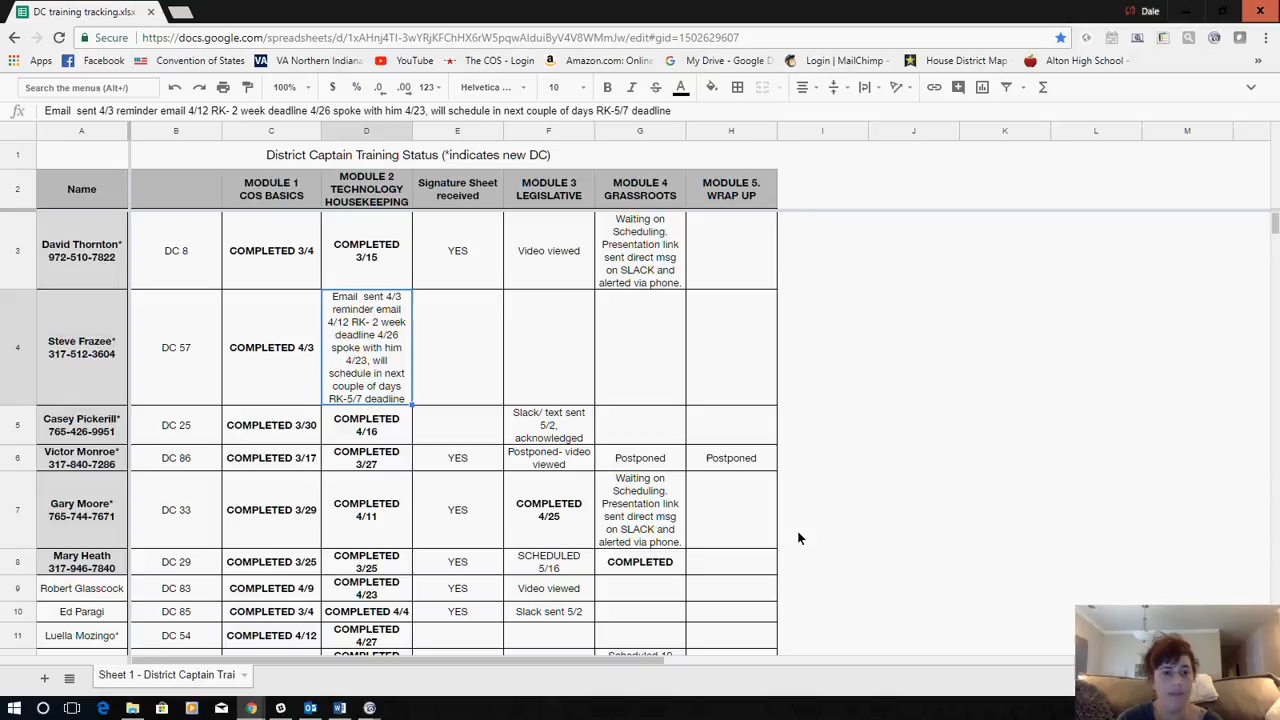 DC training tracking.xlsx
Dale
Secure
https://docs.google.com/spreadsheets/d/1xAHnj4TI-3wYRjKFChHX6rW5pqwAlduiByV4V8WMmJw/edit#gid=1502629607
Apps Facebook Convention of States VA Northern Indian YouTube The COS - Login Amazon.com: Onlin My Drive - Google D Login | MailChimp House District Map Alton High School -
Search the menus (Alt+/) 100% $ % .0 .00 123 Helvetica ... 10 B I S A
fx Email sent 4/3 reminder email 4/12 RK- 2 week deadline 4/26 spoke with him 4/23, will schedule in next couple of days RK-5/7 deadline
A B C D E F G H I J K L M
1 District Captain Training Status (*indicates new DC)
2
Name
MODULE 1
COS BASICS
MODULE 2
TECHNOLOGY
HOUSEKEEPING
Signature Sheet
received
MODULE 3
LEGISLATIVE
MODULE 4
GRASSROOTS
MODULE 5.
WRAP UP
3
David Thornton*
972-510-7822
DC 8
COMPLETED 3/4
COMPLETED
3/15
YES
Video viewed
Waiting on
Scheduling.
Presentation link
sent direct msg
on SLACK and
alerted via phone.
4
Steve Frazee*
317-512-3604
DC 57
COMPLETED 4/3
Email sent 4/3
reminder email
4/12 RK- 2 week
deadline 4/26
spoke with him
4/23, will
schedule in next
couple of days
RK-5/7 deadline
5
Casey Pickerill*
765-426-9951
DC 25
COMPLETED 3/30
COMPLETED
4/16
Slack/ text sent
5/2,
acknowledged
6
Victor Monroe*
317-840-7286
DC 86
COMPLETED 3/17
COMPLETED
3/27
YES
Postponed- video
viewed
Postponed
Postponed
7
Gary Moore*
765-744-7671
DC 33
COMPLETED 3/29
COMPLETED
4/11
YES
COMPLETED
4/25
Waiting on
Scheduling.
Presentation link
sent direct msg
on SLACK and
alerted via phone.
8
Mary Heath
317-946-7840
DC 29
COMPLETED 3/25
COMPLETED
3/25
YES
SCHEDULED
5/16
COMPLETED
9
Robert Glasscock
DC 83
COMPLETED 4/9
COMPLETED
4/23
YES
Video viewed
10
Ed Paragi
DC 85
COMPLETED 3/4
COMPLETED 4/4
YES
Slack sent 5/2
11
Luella Mozingo*
DC 54
COMPLETED 4/12
COMPLETED
4/27
Sheet 1 - District Captain Trai